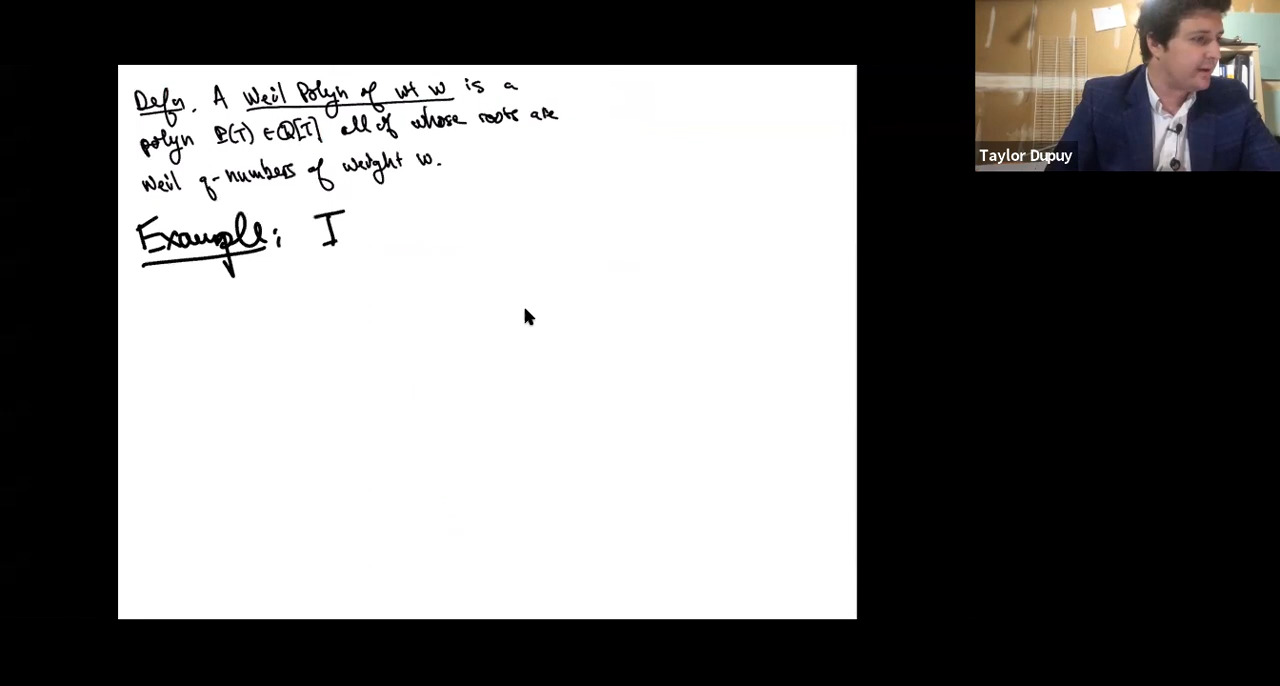 Defn. A Weil Polyn of wt w is a
polyn P(T) ∈ Q[T] all of whose roots are
Weil q-numbers of weight w.
Example: I
Taylor Dupuy